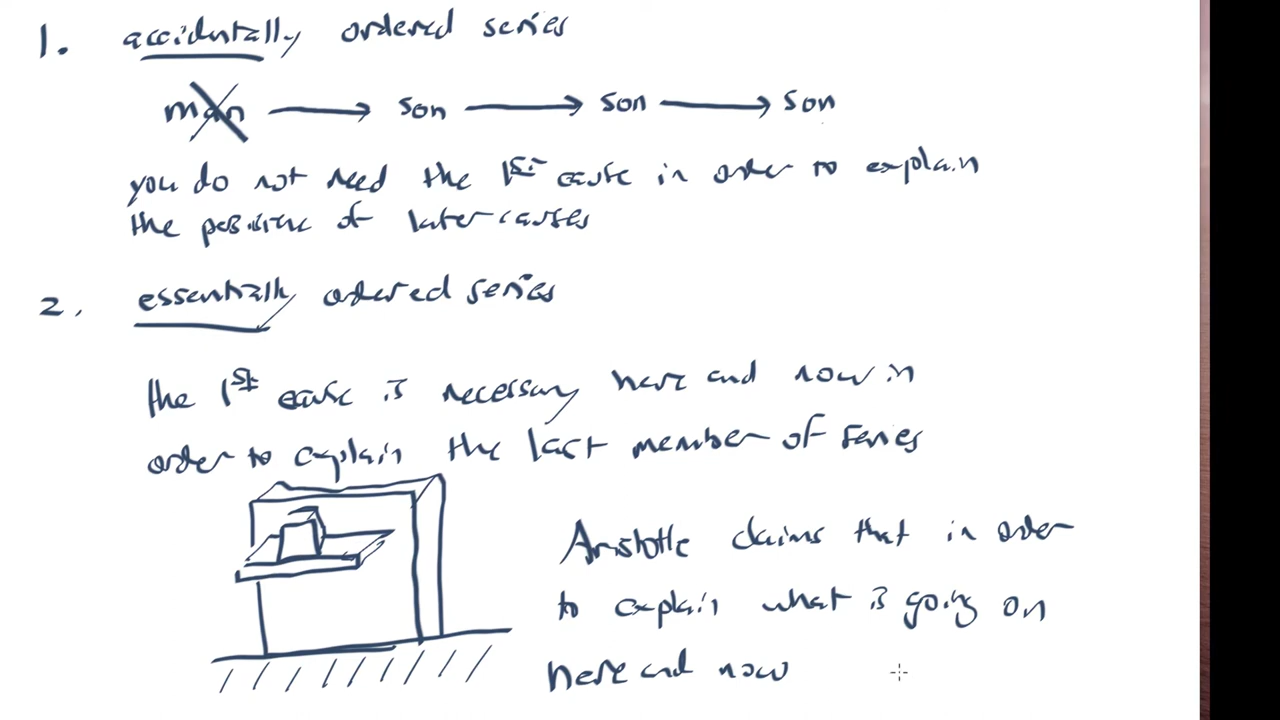 1. accidentally ordered series
man → son → son → son
you do not need the 1st cause in order to explain
the of later causes
2. essentially ordered series
the 1st cause is necessary here and now in
order to explain the last member of series
Aristotle claims that in order
to explain what is going on
here and now